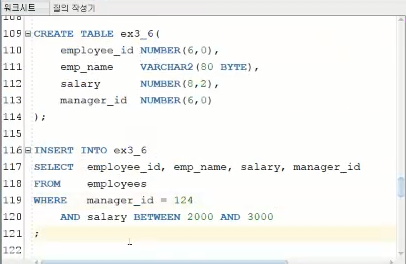 워크시트 질의 작성기
108
109 CREATE TABLE ex3_6(
110 employee_id NUMBER(6,0),
111 emp_name VARCHAR2(80 BYTE),
112 salary NUMBER(8,2),
113 manager_id NUMBER(6,0)
114 );
115
116 INSERT INTO ex3_6
117 SELECT employee_id, emp_name, salary, manager_id
118 FROM employees
119 WHERE manager_id = 124
120 AND salary BETWEEN 2000 AND 3000
121 ;
122